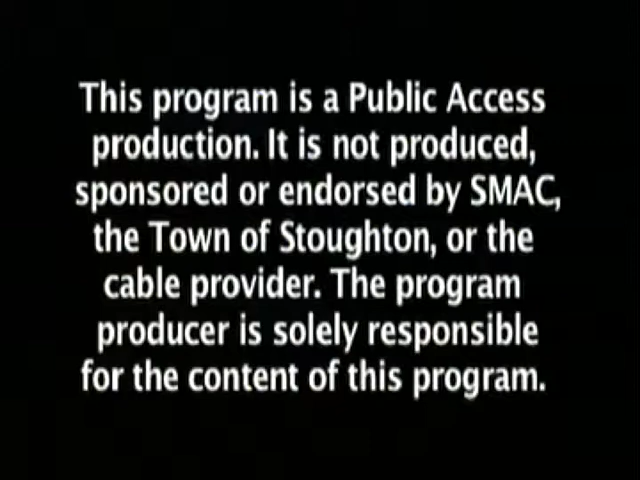 This program is a Public Access
production. It is not produced,
sponsored or endorsed by SMAC,
the Town of Stoughton, or the
cable provider. The program
producer is solely responsible
for the content of this program.